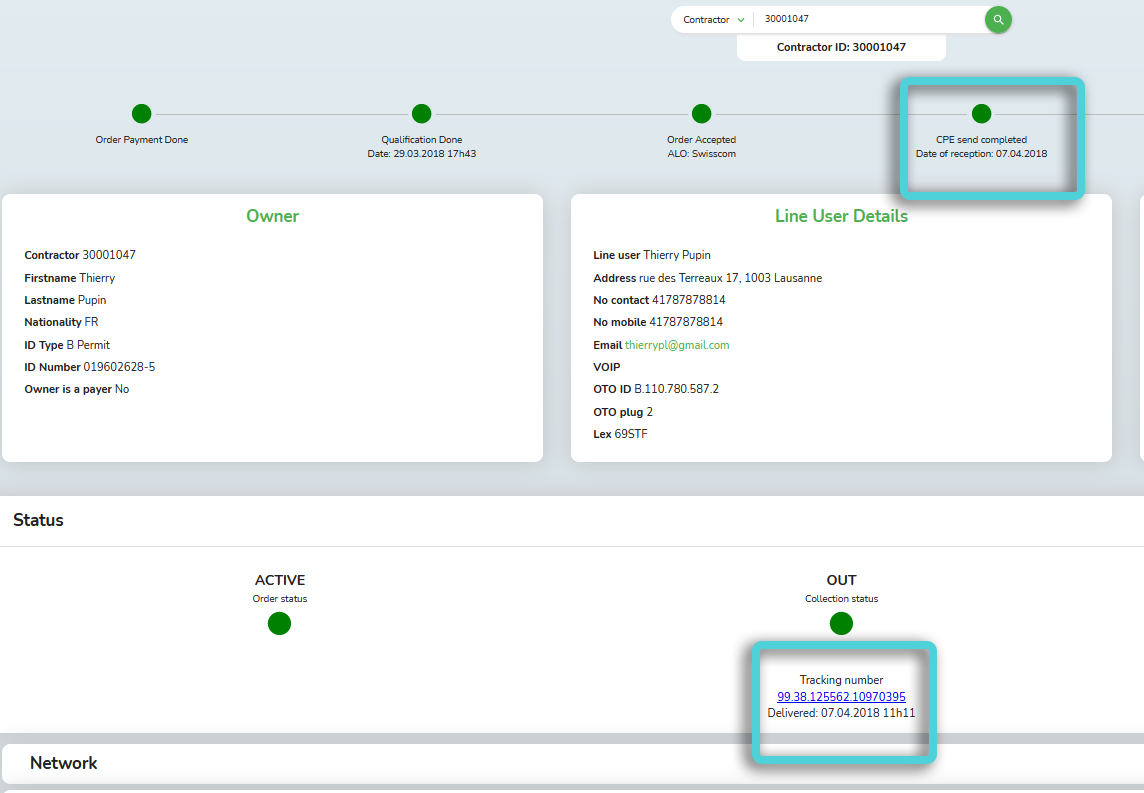 Contractor 30001047
Contractor ID: 30001047
Order Payment Done
Qualification Done
Date: 29.03.2018 17h43
Order Accepted
ALO: Swisscom
CPE send completed
Date of reception: 07.04.2018
Owner
Contractor 30001047
Firstname Thierry
Lastname Pupin
Nationality FR
ID Type B Permit
ID Number 019602628-5
Owner is a payer No
Line User Details
Line user Thierry Pupin
Address rue des Terreaux 17, 1003 Lausanne
No contact 41787878814
No mobile 41787878814
Email thierrypl@gmail.com
VOIP
OTO ID B.110.780.587.2
OTO plug 2
Lex 69STF
Status
ACTIVE
Order status
OUT
Collection status
Tracking number
99.38.125562.10970395
Delivered: 07.04.2018 11h11
Network